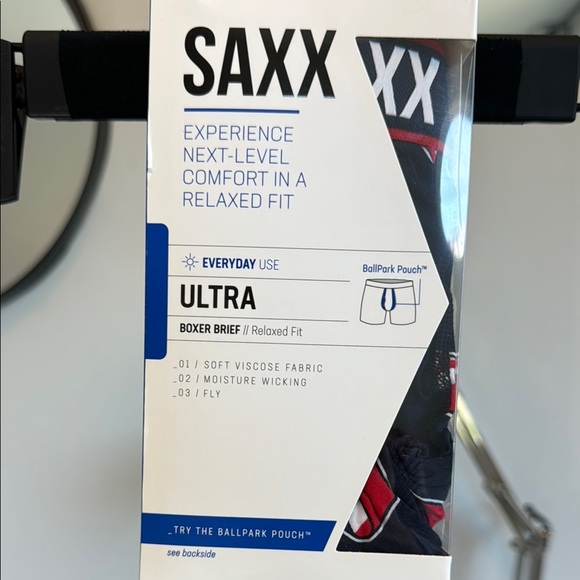 SAXX
XX
EXPERIENCE
NEXT-LEVEL
COMFORT IN A
RELAXED FIT
EVERYDAY USE
BallPark Pouch™
ULTRA
BOXER BRIEF // Relaxed Fit
_01 / SOFT VISCOSE FABRIC
_02 / MOISTURE WICKING
_03 / FLY
_TRY THE BALLPARK POUCH™
see backside